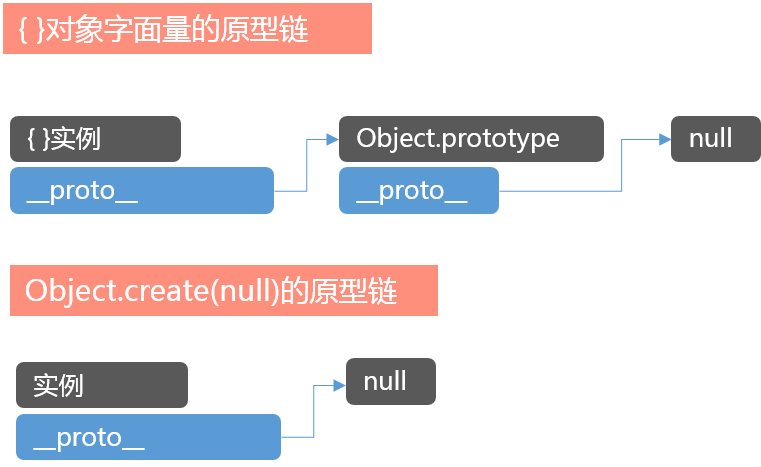 { }对象字面量的原型链
{ }实例
Object.prototype
null
__proto__
__proto__
Object.create(null)的原型链
实例
null
__proto__